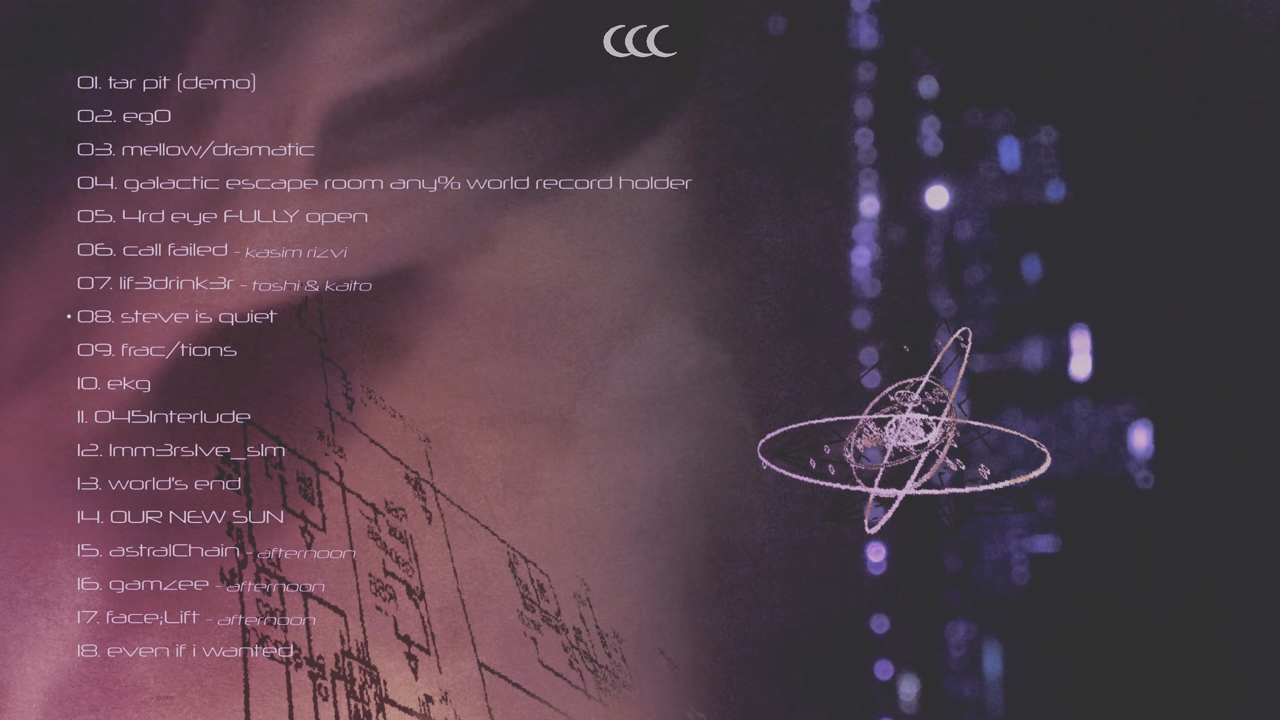 CCC
01. tar pit (demo)
02. eg0
03. mellow/dramatic
04. galactic escape room any% world record holder
05. 4rd eye FULLY open
06. call failed - kasim rizvi
07. lif3drink3r - toshi & kaito
• 08. steve is quiet
09. frac/tions
10. ekg
11. 045Interlude
12. Imm3rsIve_sIm
13. world's end
14. OUR NEW SUN
15. astralChain - afternoon
16. gamzee - afternoon
17. face;Lift - afternoon
18. even if i wanted